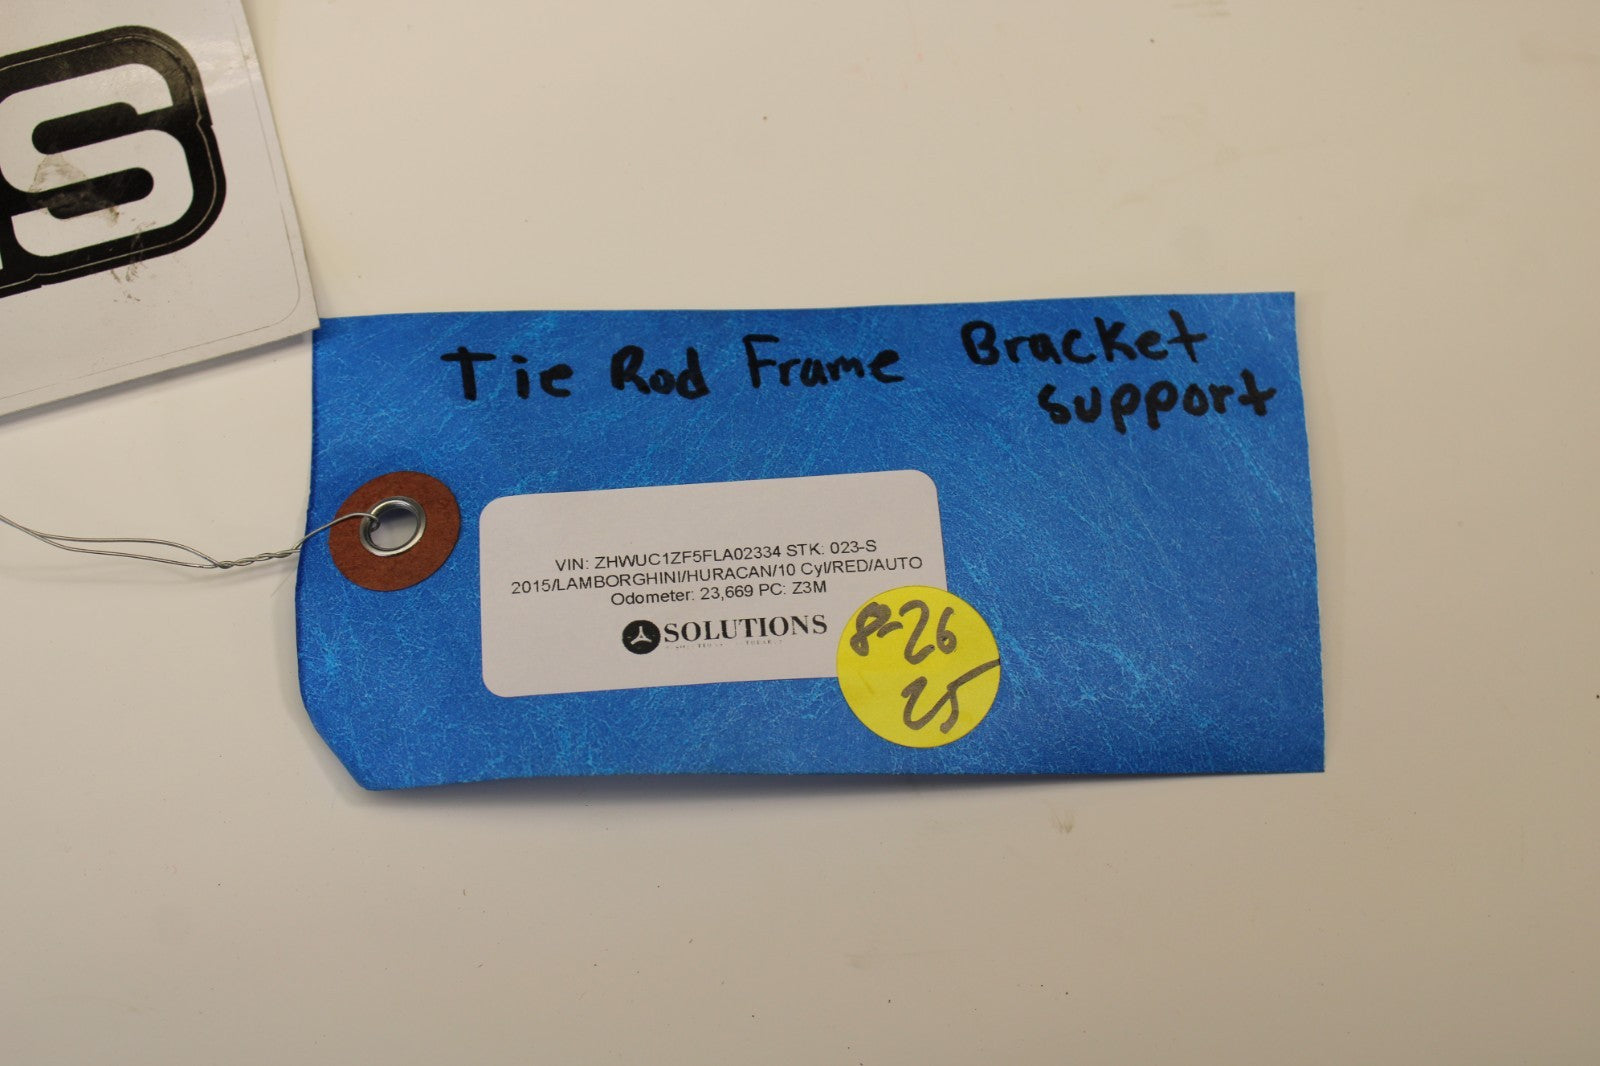 S
Tie Rod Frame Bracket
support
VIN: ZHWUC1ZF5FLA02334 STK: 023-S
2015/LAMBORGHINI/HURACAN/10 Cyl/RED/AUTO
Odometer: 23,669 PC: Z3M
SOLUTIONS
8-26
25